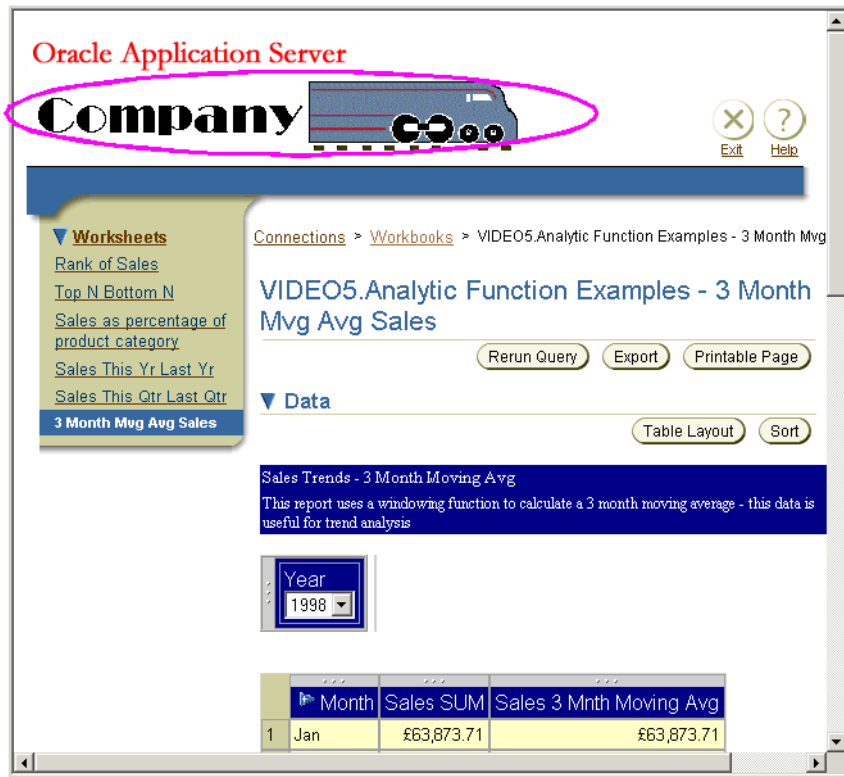 Oracle Application Server
Company
Exit
Help
Worksheets
Rank of Sales
Top N Bottom N
Sales as percentage of
product category
Sales This Yr Last Yr
Sales This Qtr Last Qtr
3 Month Mvg Avg Sales
Connections > Workbooks > VIDEO5.Analytic Function Examples - 3 Month Mvg
VIDEO5.Analytic Function Examples - 3 Month
Mvg Avg Sales
Rerun Query
Export
Printable Page
Data
Table Layout
Sort
Sales Trends - 3 Month Moving Avg
This report uses a windowing function to calculate a 3 month moving average - this data is
useful for trend analysis
Year
1998
Month Sales SUM Sales 3 Mnth Moving Avg
1 Jan £63,873.71 £63,873.71